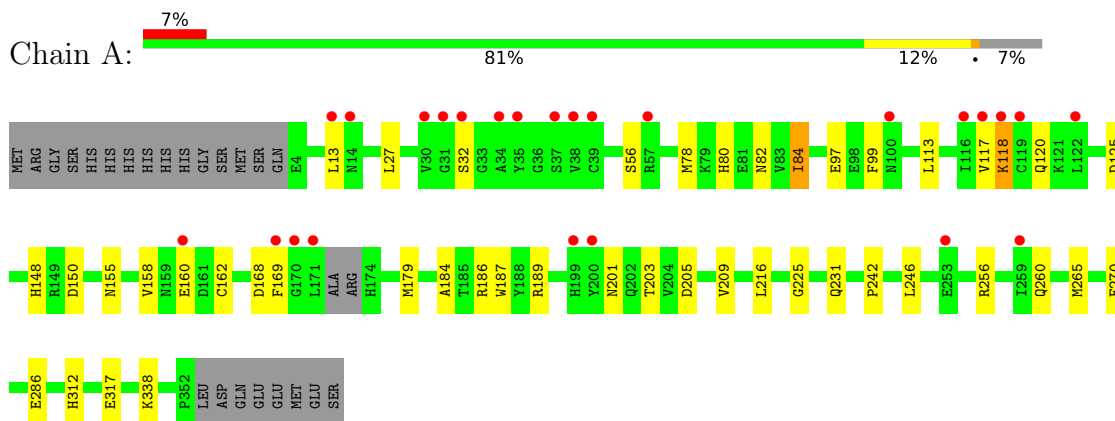 7%
Chain A:
81% 12% • 7%
MET ARG GLY SER HIS HIS HIS HIS HIS HIS GLY SER MET SER GLN E4 L13 N14 L27 V30 G31 S32 G33 A34 Y35 G36 S37 V38 C39 S56 R57 M78 K79 H80 E81 N82 V83 I84 E97 E98 F99 N100 L113 I116 V117 K118 C119 Q120 K121 L122 D125
H148 R149 D150 N155 V158 N159 E160 D161 C162 D168 F169 G170 L171 ALA ARG H174 M179 A184 T185 R186 W187 Y188 R189 H199 Y200 N201 Q202 T203 V204 D205 V209 L216 G225 Q231 P242 L246 E253 R256 I259 Q260 M265
E286 H312 E317 K338 P352 LEU ASP GLN GLU GLU MET GLU SER